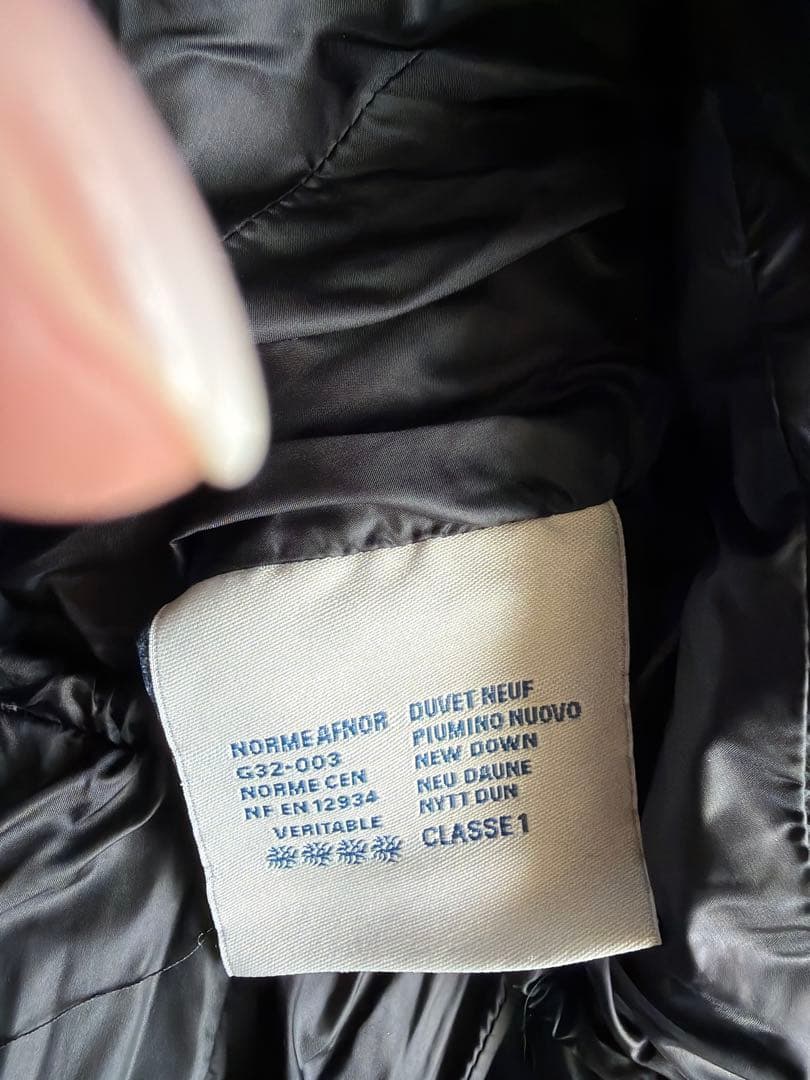 NORME AFNOR
G32-003
NORME CEN
NF EN 12934
VERITABLE
DUVET NEUF
PIUMINO NUOVO
NEW DOWN
NEU DAUNE
NYTT DUN
CLASSE 1